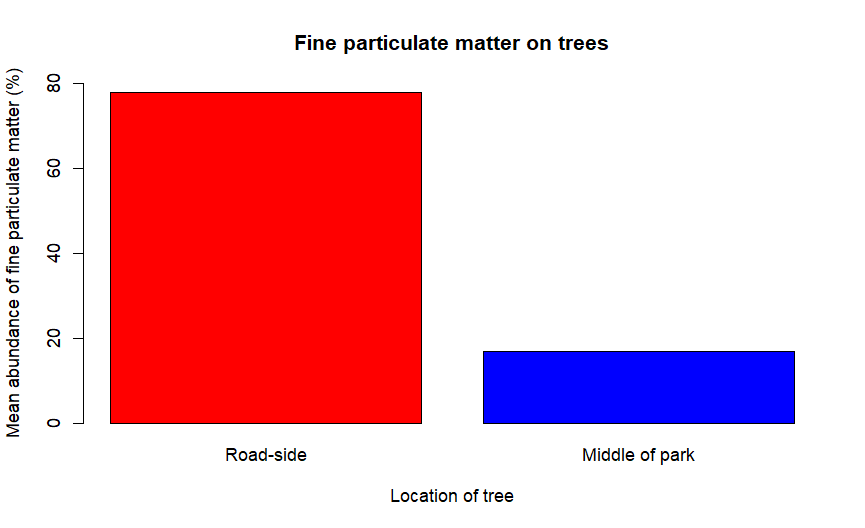 Fine particulate matter on trees
Mean abundance of fine particulate matter (%)
80
60
40
20
0
Road-side
Middle of park
Location of tree